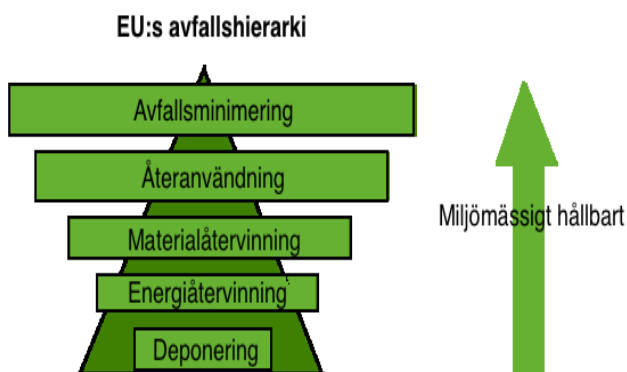 EU:s avfallshierarki
Avfallsminimering
Återanvändning
Materialåtervinning
Energiåtervinning
Deponering
Miljömässigt hållbart